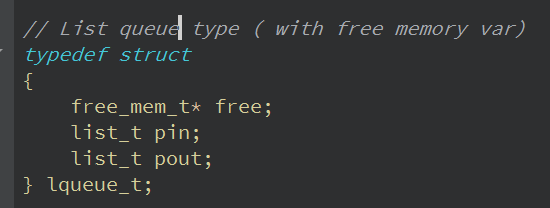 // List queue type ( with free memory var)
typedef struct
{
    free_mem_t* free;
    list_t pin;
    list_t pout;
} lqueue_t;